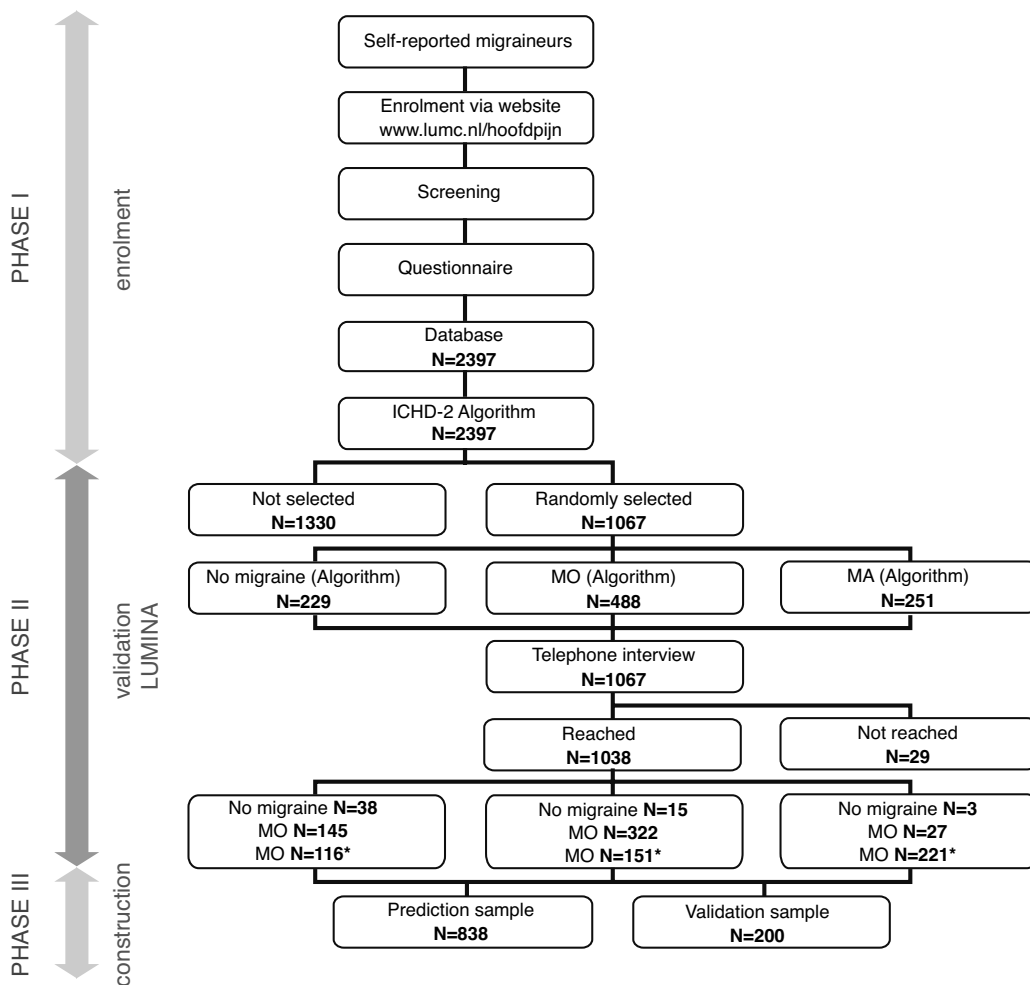 Self-reported migraineurs
Enrolment via website
www.lumc.nl/hoofdpijn
Screening
Questionnaire
Database
N=2397
ICHD-2 Algorithm
N=2397
PHASE I
enrolment
Not selected
N=1330
Randomly selected
N=1067
No migraine (Algorithm)
N=229
MO (Algorithm)
N=488
MA (Algorithm)
N=251
Telephone interview
N=1067
Reached
N=1038
Not reached
N=29
No migraine N=38
MO N=145
MO N=116*
No migraine N=15
MO N=322
MO N=151*
No migraine N=3
MO N=27
MO N=221*
PHASE II
validation
LUMINA
Prediction sample
N=838
Validation sample
N=200
PHASE III
construction